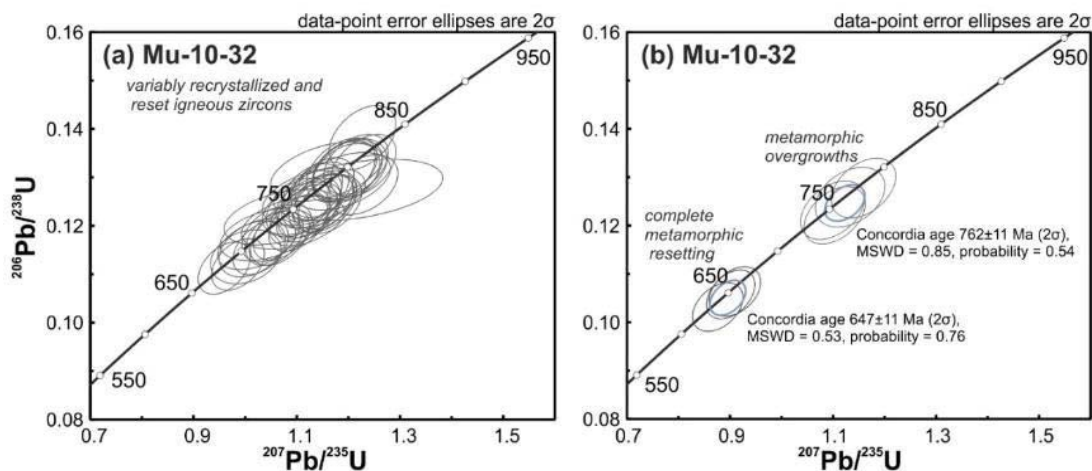 data-point error ellipses are 2σ
(a) Mu-10-32
variably recrystallized and
reset igneous zircons
950
850
750
650
550
0.16
0.14
0.12
0.10
0.08
0.7
0.9
1.1
1.3
1.5
²⁰⁶Pb/²³⁸U
²⁰⁷Pb/²³⁵U
data-point error ellipses are 2σ
(b) Mu-10-32
950
850
metamorphic
overgrowths
750
complete
metamorphic
resetting
Concordia age 762±11 Ma (2σ),
MSWD = 0.85, probability = 0.54
650
Concordia age 647±11 Ma (2σ),
MSWD = 0.53, probability = 0.76
550
0.16
0.14
0.12
0.10
0.08
0.7
0.9
1.1
1.3
1.5
²⁰⁷Pb/²³⁵U